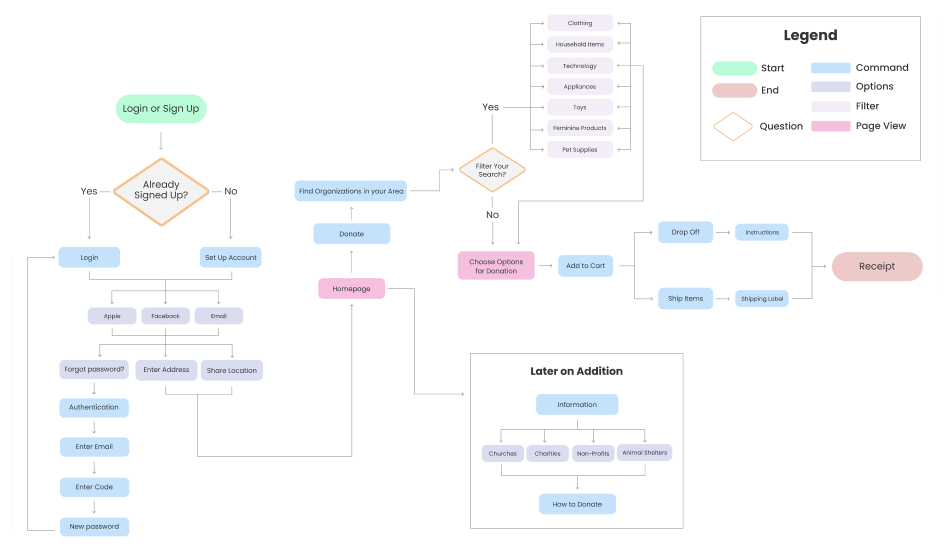 Login or Sign Up
Already
Signed Up?
Yes
No
Login
Set Up Account
Apple
Facebook
Email
Forgot password?
Enter Address
Share Location
Authentication
Enter Email
Enter Code
New password
Find Organizations in your Area
Donate
Homepage
Filter Your
Search?
Yes
No
Clothing
Household Items
Technology
Appliances
Toys
Feminine Products
Pet Supplies
Choose Options
for Donation
Add to Cart
Drop Off
Instructions
Ship Items
Shipping Label
Receipt
Legend
Start
End
Question
Command
Options
Filter
Page View
Later on Addition
Information
Churches
Charities
Non-Profits
Animal Shelters
How to Donate